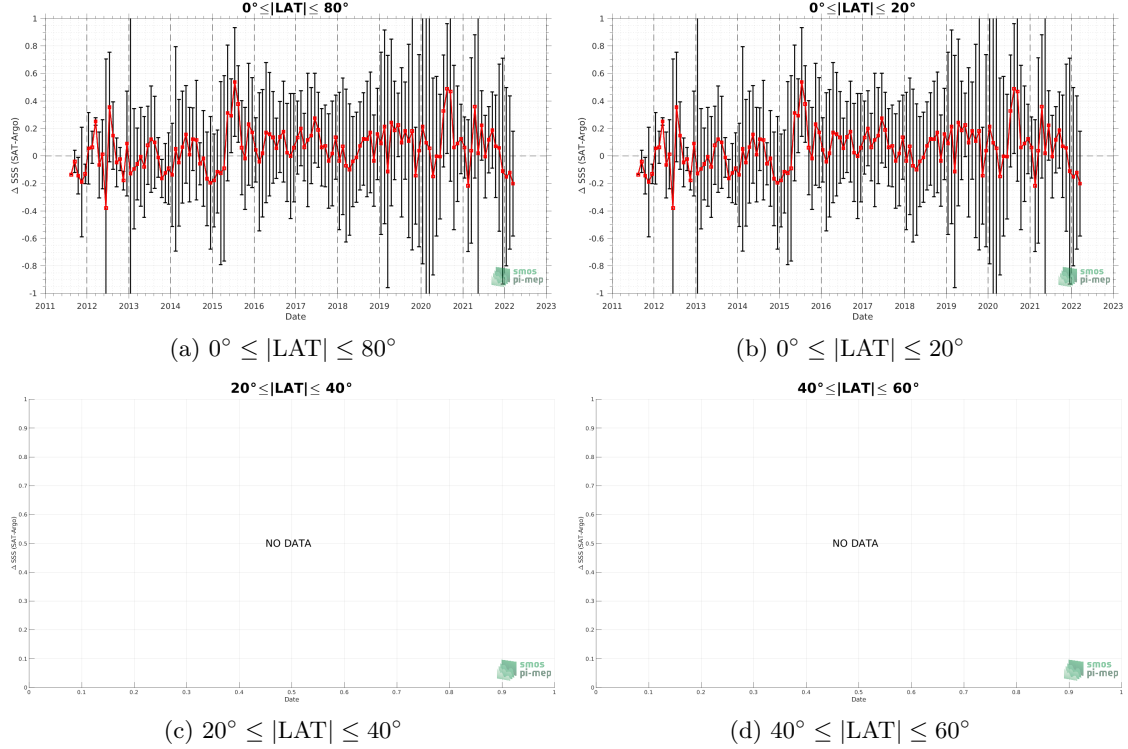 0°≤|LAT|≤ 80°
Δ SSS (SAT-Argo)
1
0.8
0.6
0.4
0.2
0
-0.2
-0.4
-0.6
-0.8
-1
2011 2012 2013 2014 2015 2016 2017 2018 2019 2020 2021 2022 2023
Date
smos
pi-mep
(a) 0° ≤ |LAT| ≤ 80°
0°≤|LAT|≤ 20°
Δ SSS (SAT-Argo)
1
0.8
0.6
0.4
0.2
0
-0.2
-0.4
-0.6
-0.8
-1
2011 2012 2013 2014 2015 2016 2017 2018 2019 2020 2021 2022 2023
Date
smos
pi-mep
(b) 0° ≤ |LAT| ≤ 20°
20°≤|LAT|≤ 40°
Δ SSS (SAT-Argo)
1
0.9
0.8
0.7
0.6
0.5
0.4
0.3
0.2
0.1
0
NO DATA
0 0.1 0.2 0.3 0.4 0.5 0.6 0.7 0.8 0.9 1
Date
smos
pi-mep
(c) 20° ≤ |LAT| ≤ 40°
40°≤|LAT|≤ 60°
Δ SSS (SAT-Argo)
1
0.9
0.8
0.7
0.6
0.5
0.4
0.3
0.2
0.1
0
NO DATA
0 0.1 0.2 0.3 0.4 0.5 0.6 0.7 0.8 0.9 1
Date
smos
pi-mep
(d) 40° ≤ |LAT| ≤ 60°